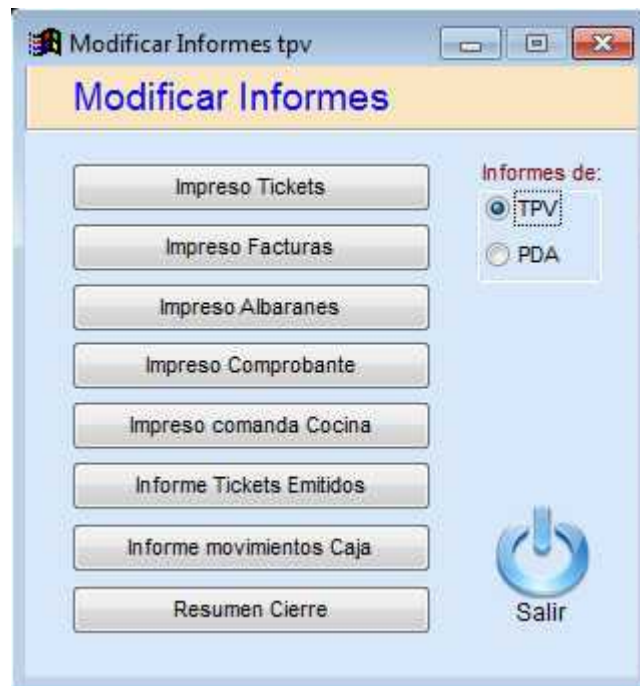 Modificar Informes tpv
Modificar Informes
Impreso Tickets
Impreso Facturas
Impreso Albaranes
Impreso Comprobante
Impreso comanda Cocina
Informe Tickets Emitidos
Informe movimientos Caja
Resumen Cierre
Informes de:
TPV
PDA
Salir